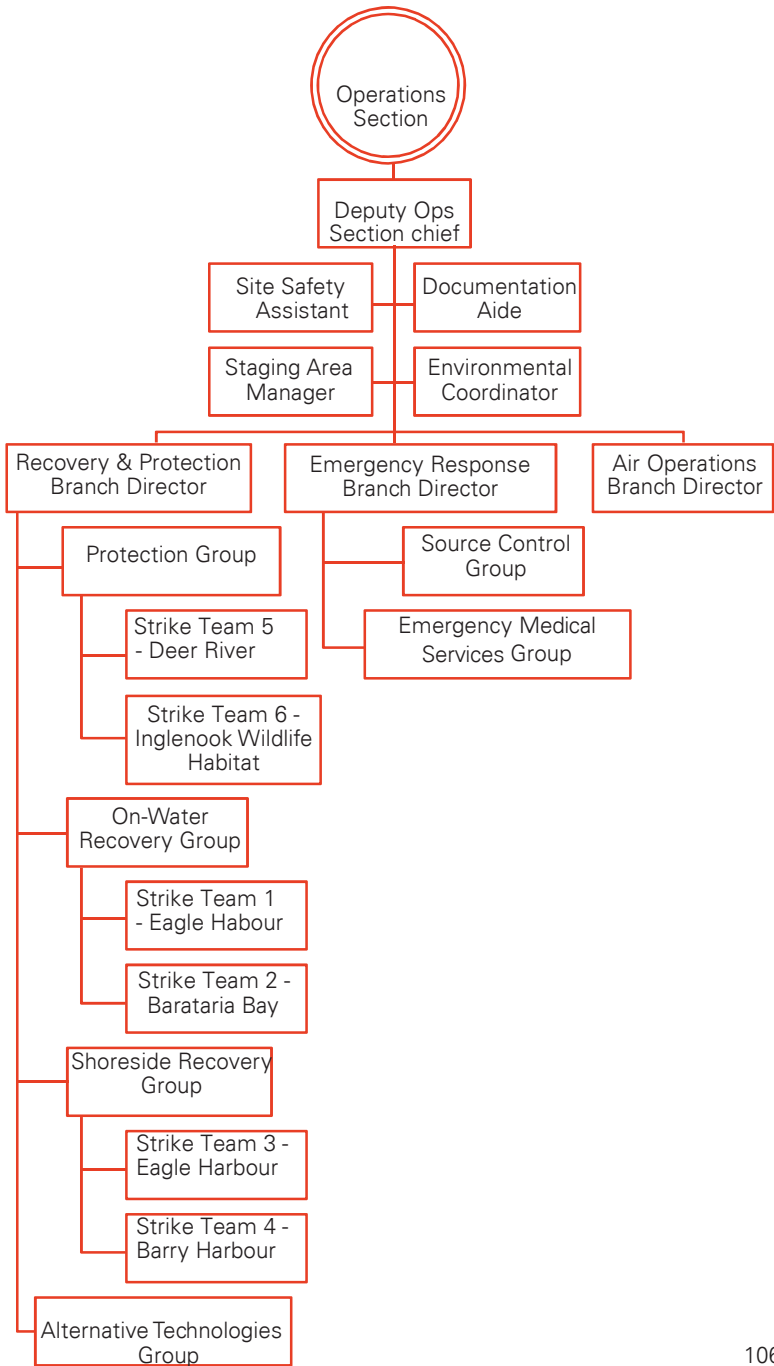 Operations
Section
Deputy Ops
Section chief
Site Safety
Assistant
Documentation
Aide
Staging Area
Manager
Environmental
Coordinator
Recovery & Protection
Branch Director
Emergency Response
Branch Director
Air Operations
Branch Director
Protection Group
Source Control
Group
Strike Team 5
- Deer River
Emergency Medical
Services Group
Strike Team 6 -
Inglenook Wildlife
Habitat
On-Water
Recovery Group
Strike Team 1
- Eagle Habour
Strike Team 2 -
Barataria Bay
Shoreside Recovery
Group
Strike Team 3 -
Eagle Harbour
Strike Team 4 -
Barry Harbour
Alternative Technologies
Group
106